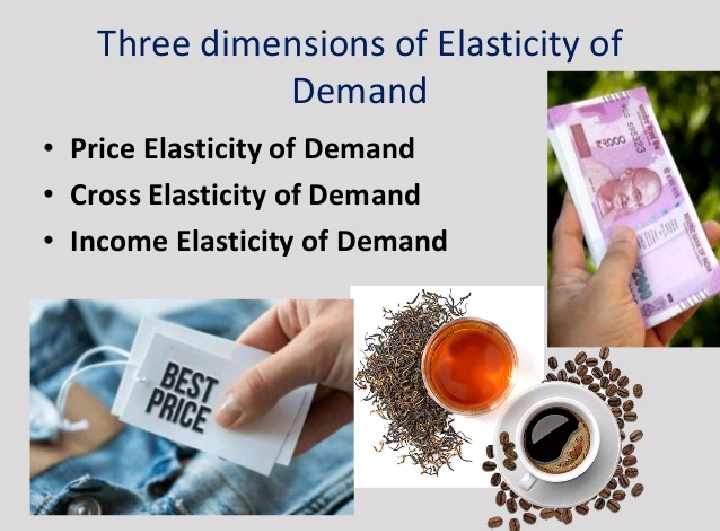 Three dimensions of Elasticity of
Demand
• Price Elasticity of Demand
• Cross Elasticity of Demand
• Income Elasticity of Demand
BEST
PRICE
₹2000